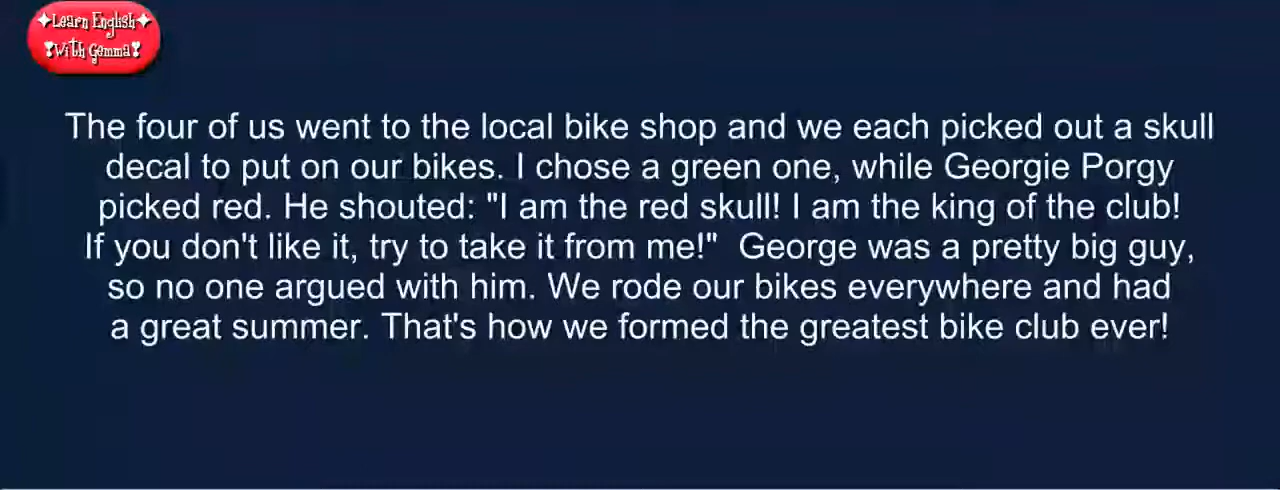 ✦Learn English✦
❣With Gemma❣
The four of us went to the local bike shop and we each picked out a skull
decal to put on our bikes. I chose a green one, while Georgie Porgy
picked red. He shouted: "I am the red skull! I am the king of the club!
If you don't like it, try to take it from me!"  George was a pretty big guy,
so no one argued with him. We rode our bikes everywhere and had
a great summer. That's how we formed the greatest bike club ever!